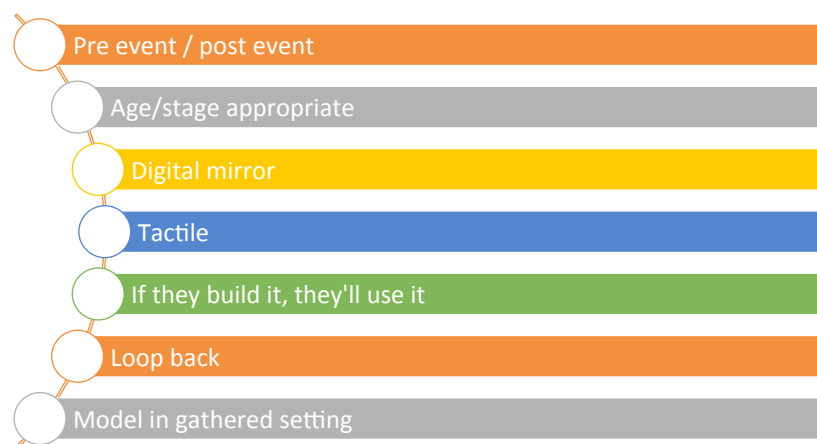 Pre event / post event
Age/stage appropriate
Digital mirror
Tactile
If they build it, they'll use it
Loop back
Model in gathered setting